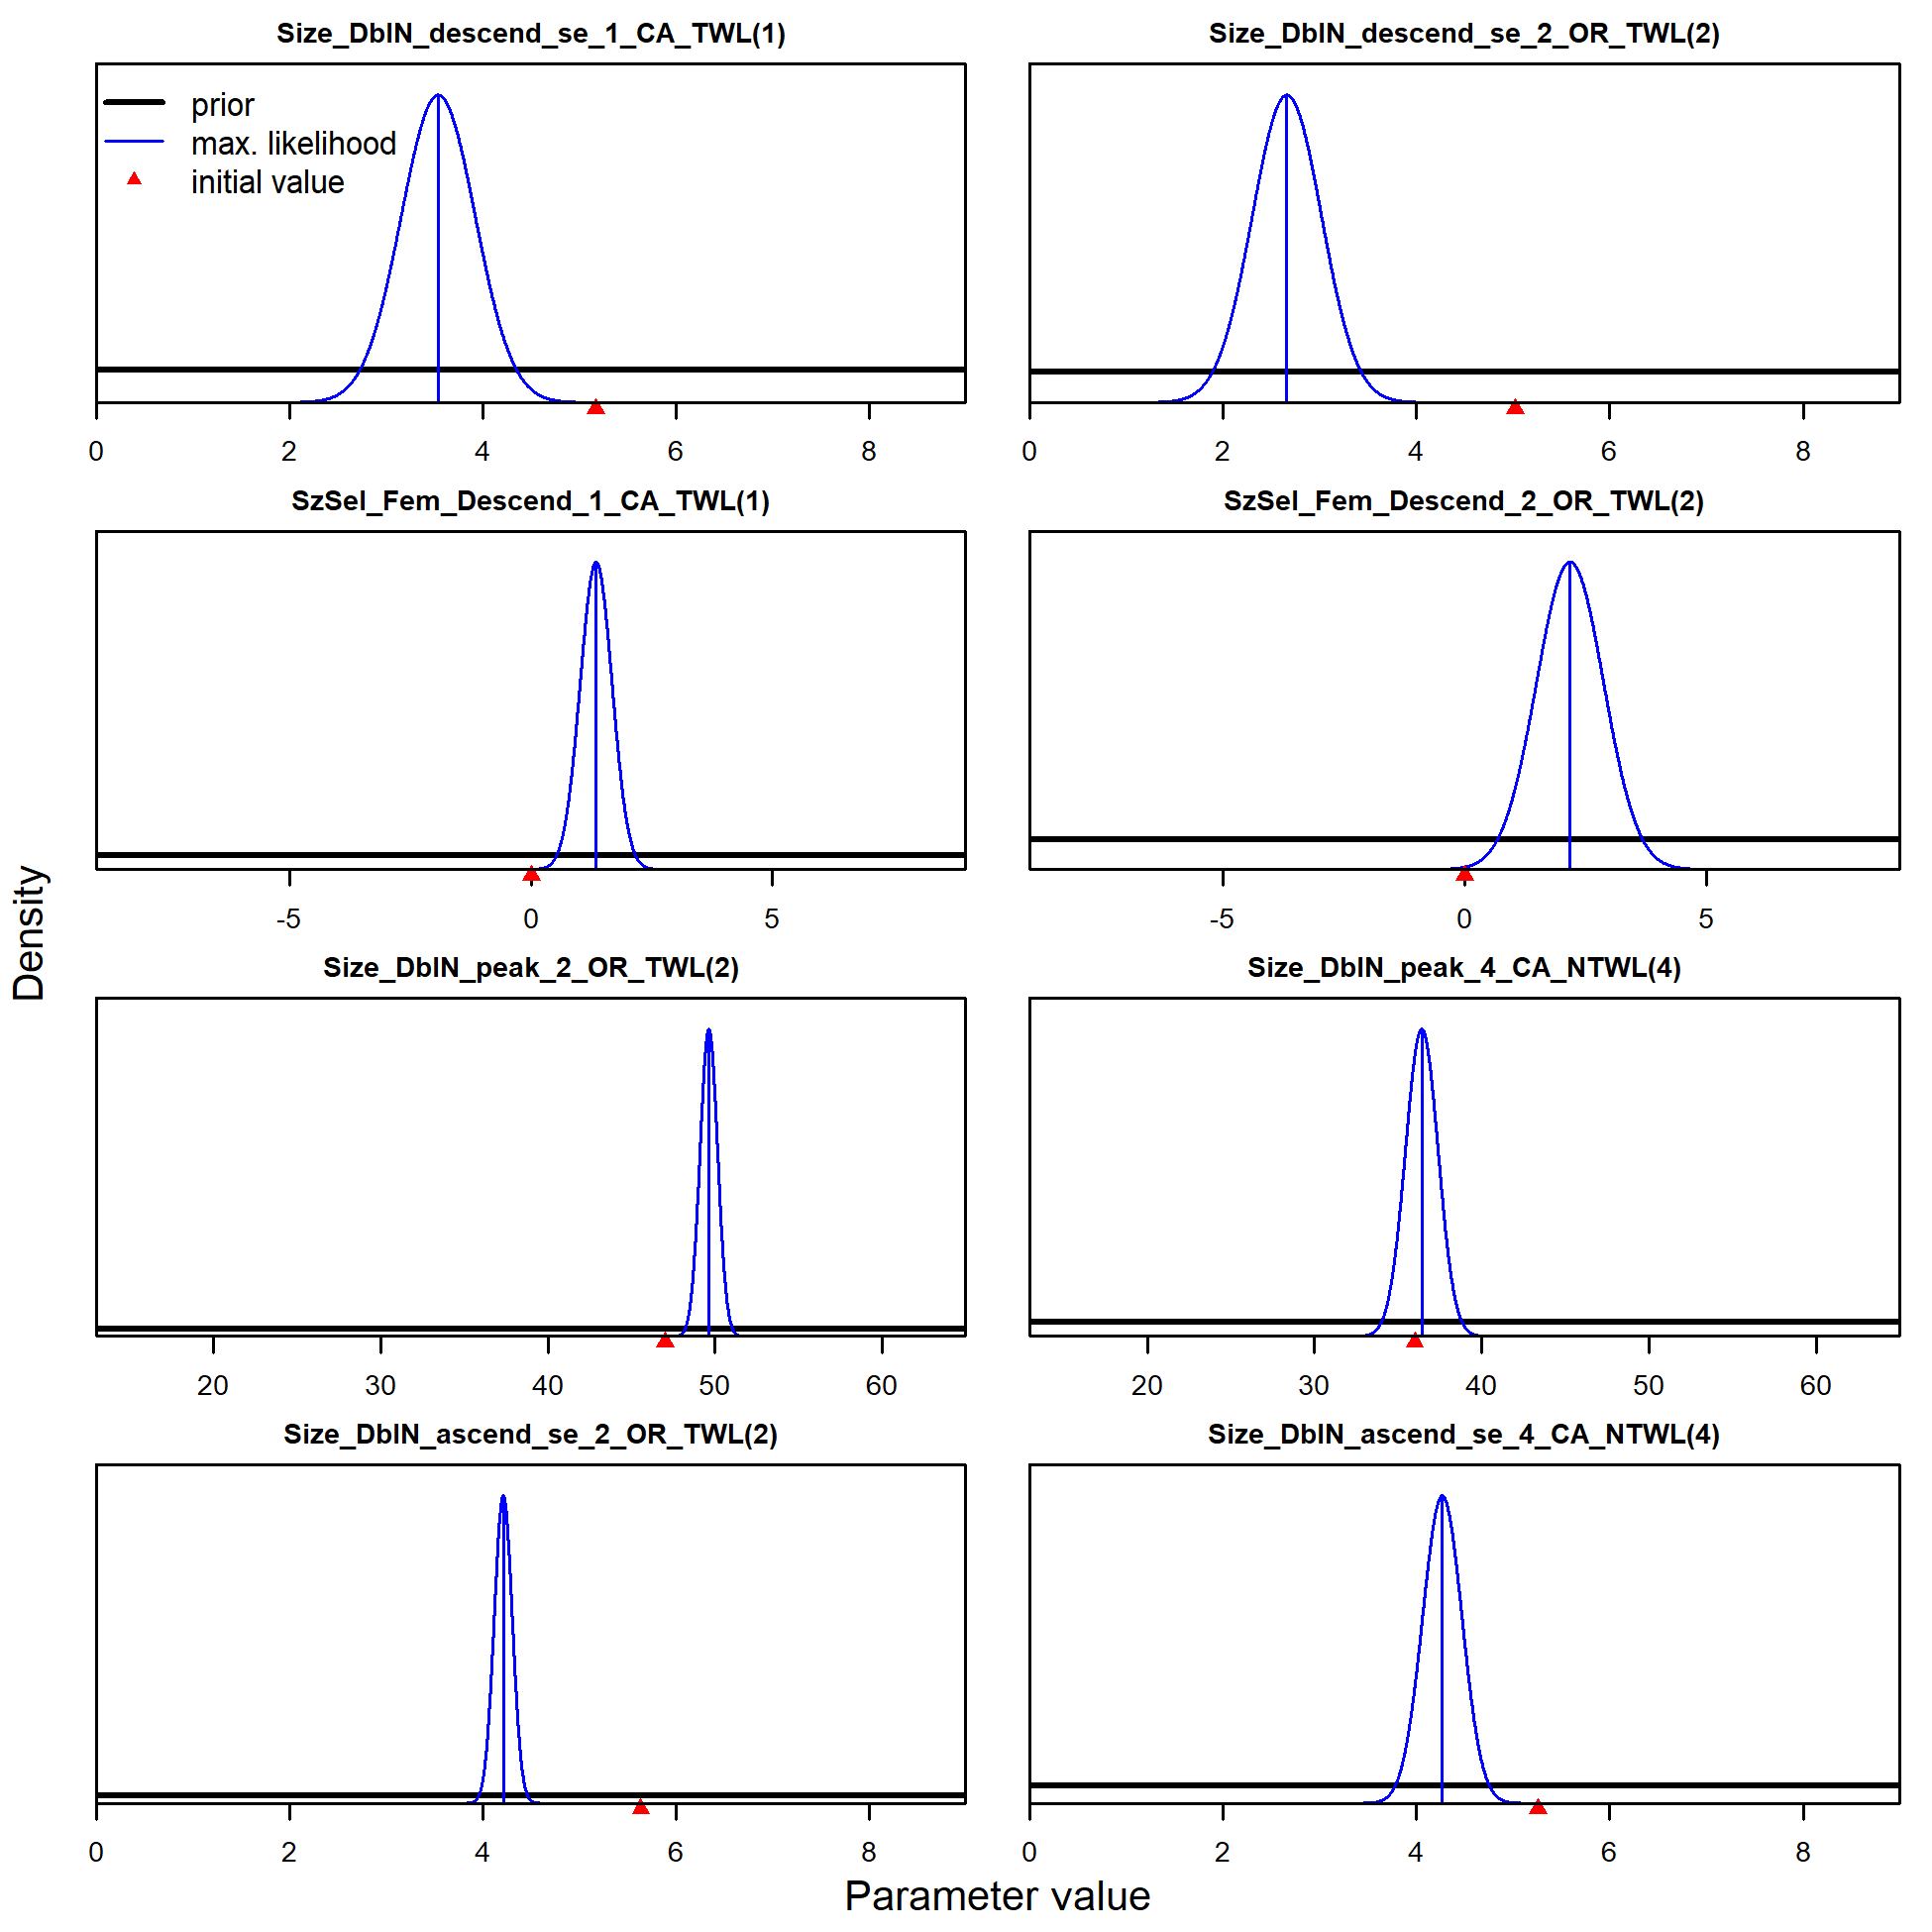 Size_DblN_descend_se_1_CA_TWL(1)
Size_DblN_descend_se_2_OR_TWL(2)
prior
max. likelihood
initial value
0 2 4 6 8
0 2 4 6 8
SzSel_Fem_Descend_1_CA_TWL(1)
SzSel_Fem_Descend_2_OR_TWL(2)
-5 0 5
-5 0 5
Density
Size_DblN_peak_2_OR_TWL(2)
Size_DblN_peak_4_CA_NTWL(4)
20 30 40 50 60
20 30 40 50 60
Size_DblN_ascend_se_2_OR_TWL(2)
Size_DblN_ascend_se_4_CA_NTWL(4)
0 2 4 6 8
0 2 4 6 8
Parameter value